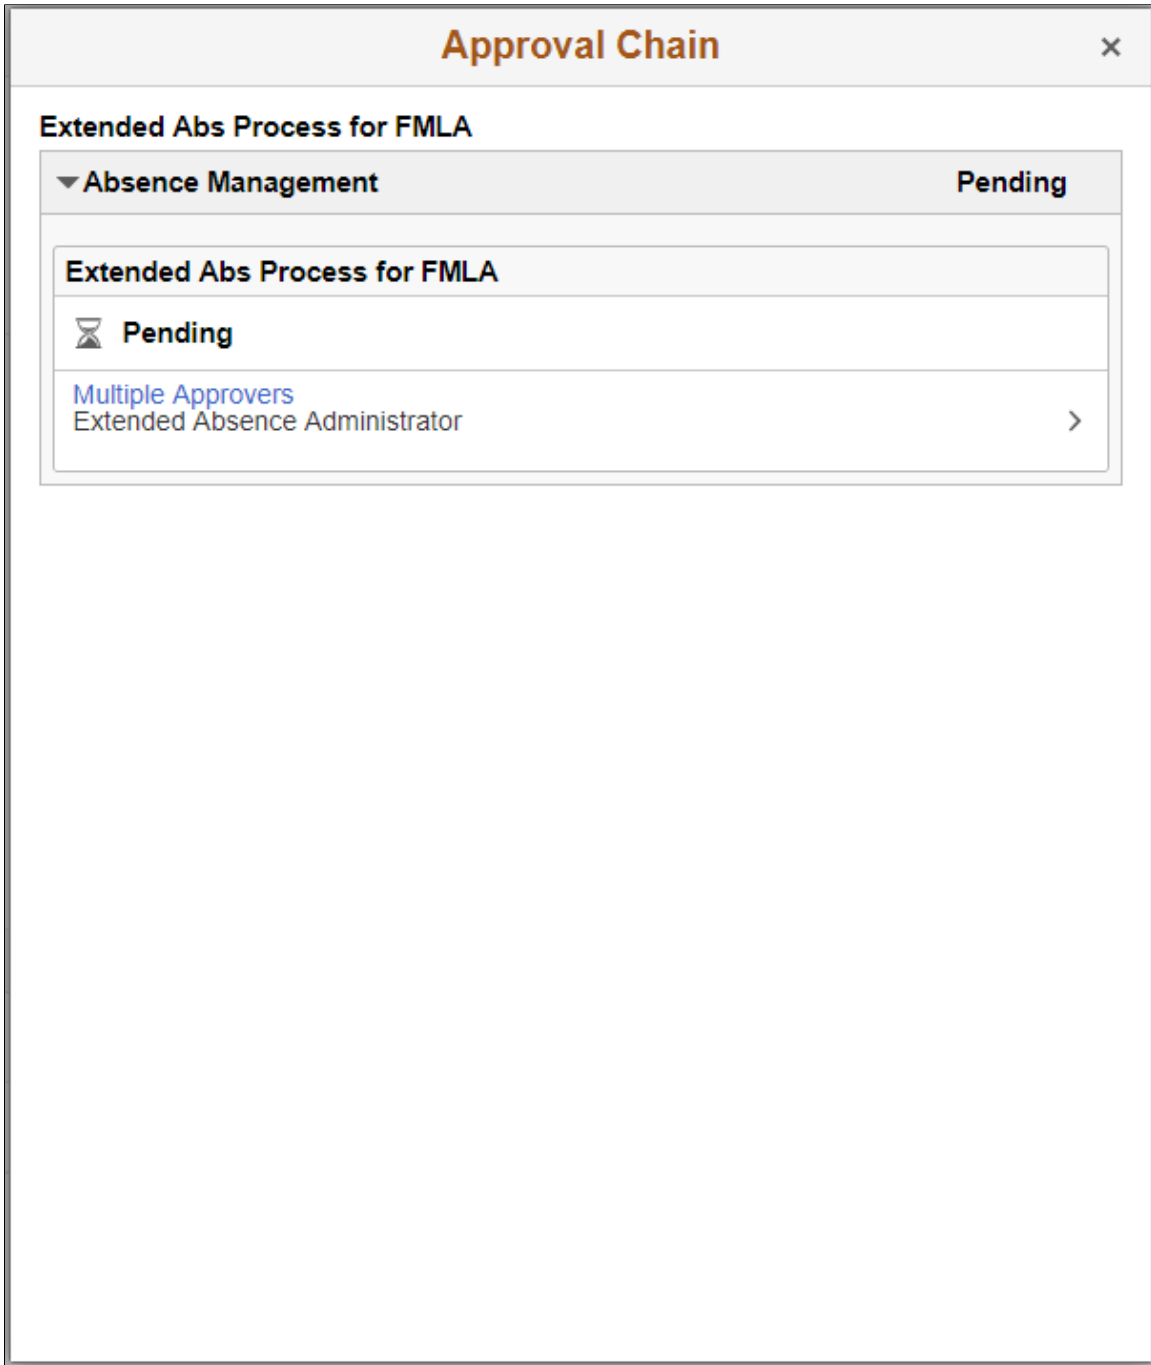 Approval Chain
Extended Abs Process for FMLA
Absence Management Pending
Extended Abs Process for FMLA
Pending
Multiple Approvers
Extended Absence Administrator